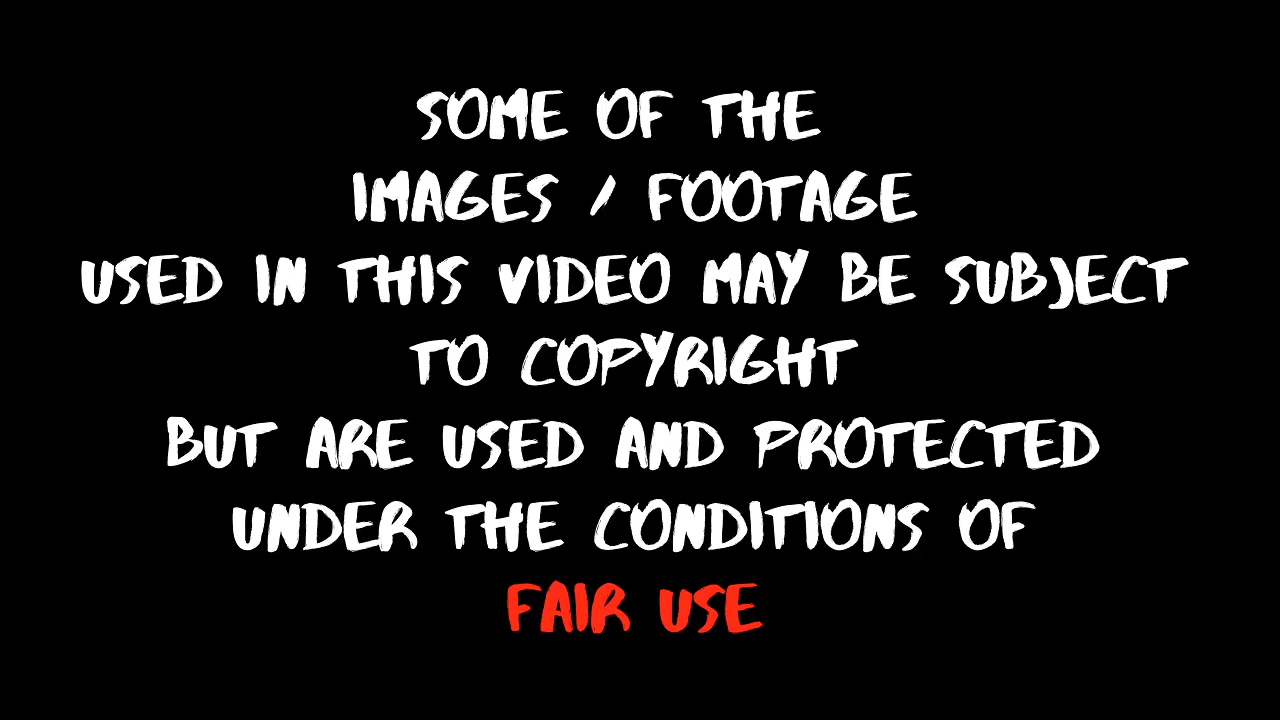 SOME OF THE
IMAGES / FOOTAGE
USED IN THIS VIDEO MAY BE SUBJECT
TO COPYRIGHT
BUT ARE USED AND PROTECTED
UNDER THE CONDITIONS OF
FAIR USE